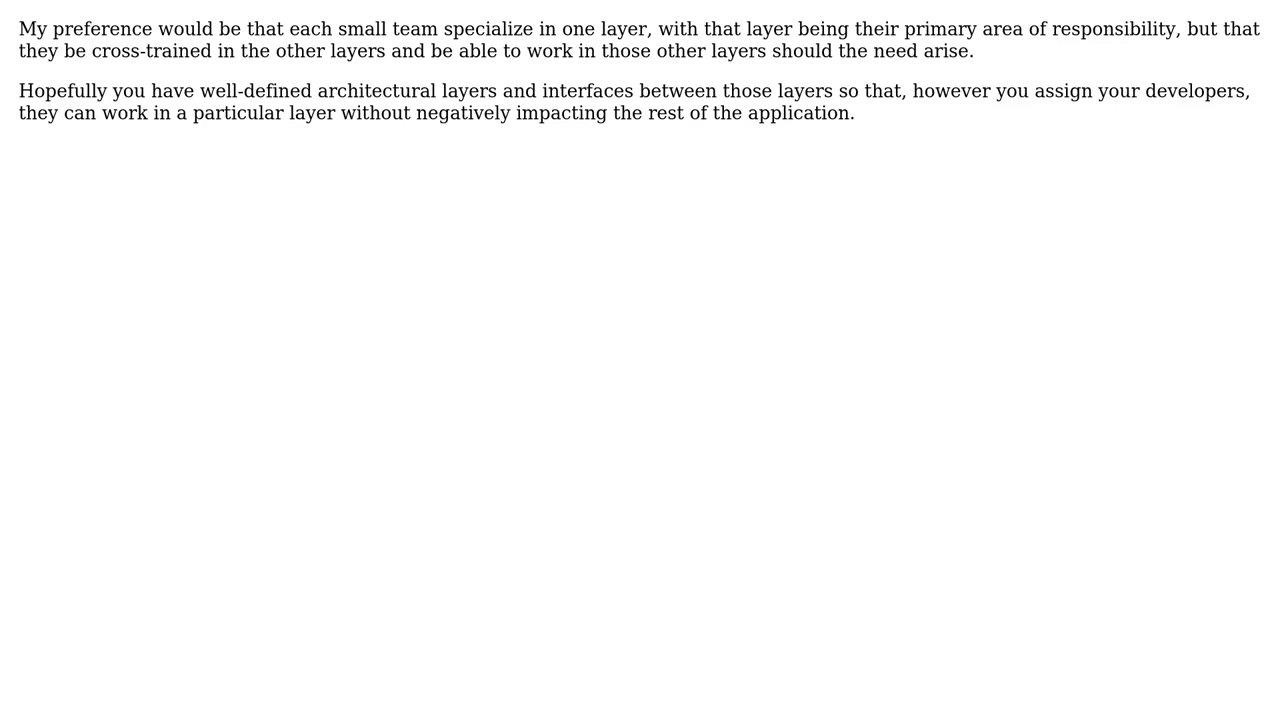 My preference would be that each small team specialize in one layer, with that layer being their primary area of responsibility, but that
they be cross-trained in the other layers and be able to work in those other layers should the need arise.
Hopefully you have well-defined architectural layers and interfaces between those layers so that, however you assign your developers,
they can work in a particular layer without negatively impacting the rest of the application.